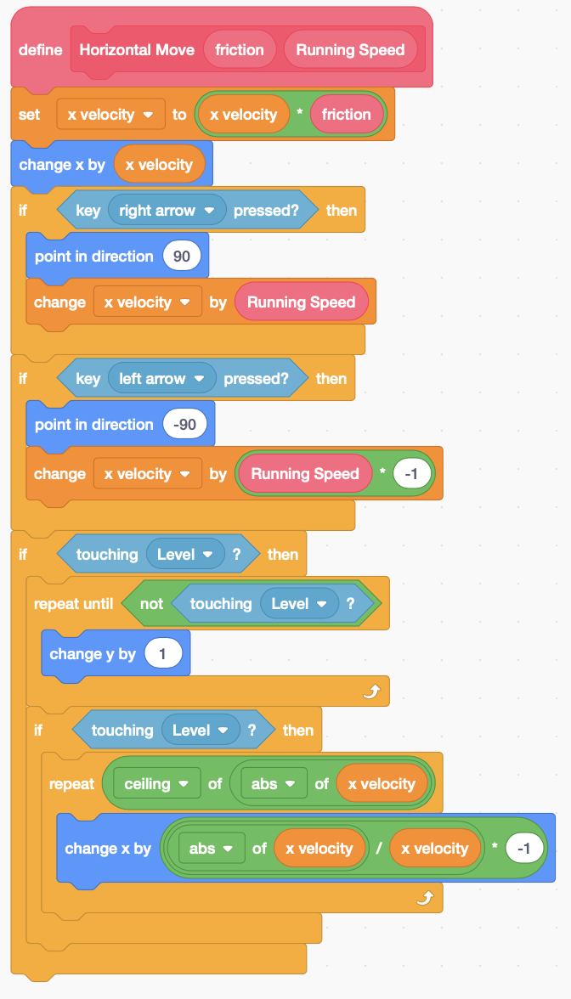 define Horizontal Move friction Running Speed
set x velocity to x velocity * friction
change x by x velocity
if key right arrow pressed? then
point in direction 90
change x velocity by Running Speed
if key left arrow pressed? then
point in direction -90
change x velocity by Running Speed * -1
if touching Level ? then
repeat until not touching Level ?
change y by 1
if touching Level ? then
repeat ceiling of abs of x velocity
change x by abs of x velocity / x velocity * -1